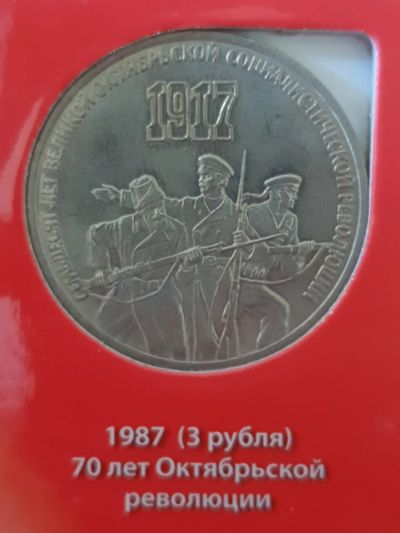 СЕМЬДЕСЯТ ЛЕТ ВЕЛИКОЙ ОКТЯБРЬСКОЙ СОЦИАЛИСТИЧЕСКОЙ РЕВОЛЮЦИИ
1917
1987 (3 рубля)
70 лет Октябрьской
революции